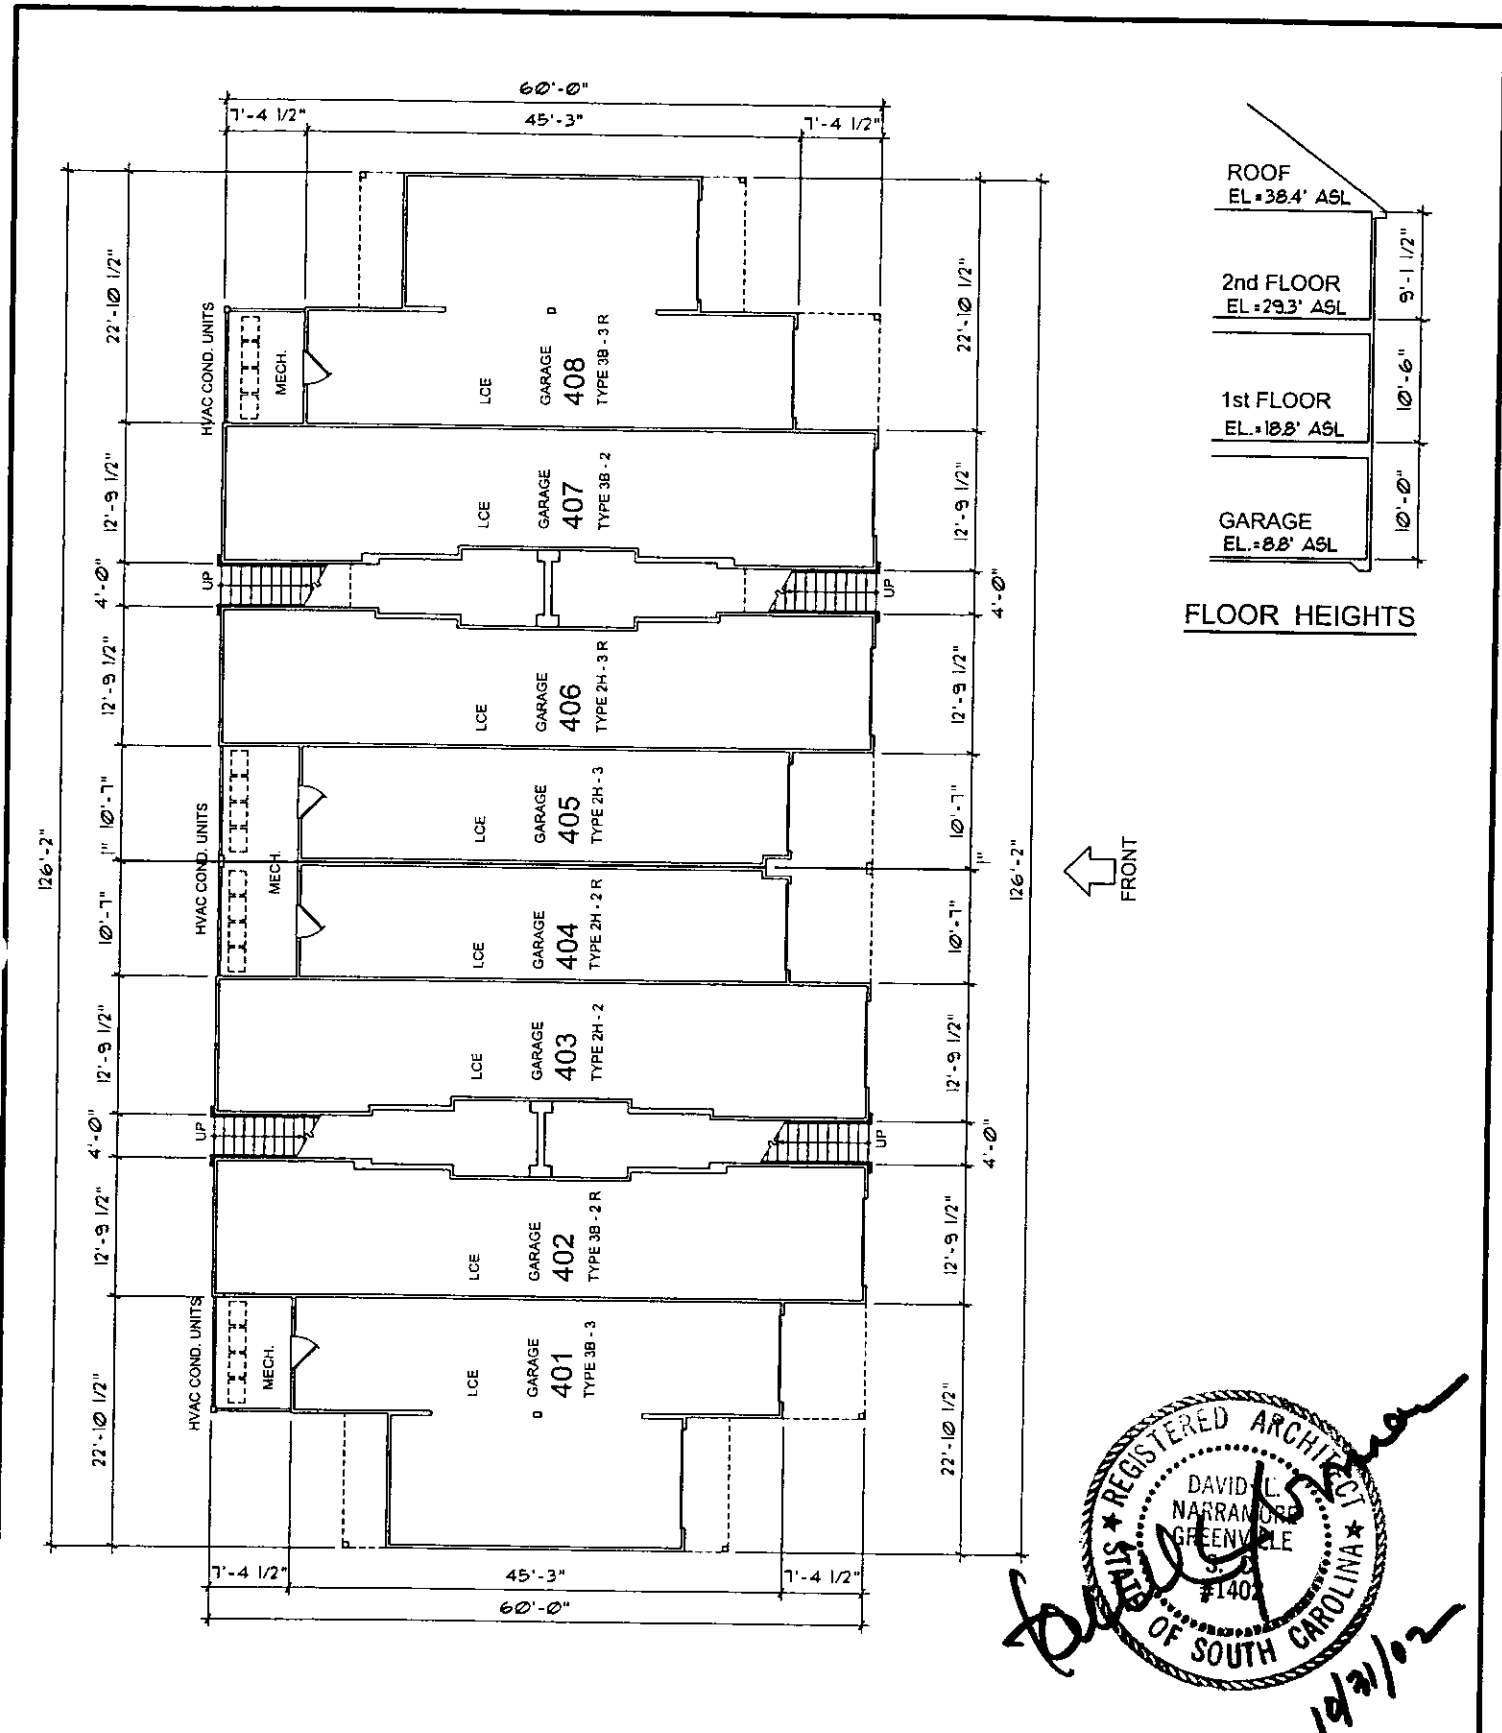 60'-0"
7'-4 1/2"
45'-3"
7'-4 1/2"
126'-2"
22'-10 1/2"
12'-9 1/2"
4'-0"
12'-9 1/2"
10'-7"
1"
10'-7"
12'-9 1/2"
4'-0"
12'-9 1/2"
22'-10 1/2"
HVAC COND. UNITS
MECH.
LCE
GARAGE
408
TYPE 3B - 3 R
LCE
GARAGE
407
TYPE 3B - 2
UP
UP
LCE
GARAGE
406
TYPE 2H - 3 R
HVAC COND. UNITS
MECH.
LCE
GARAGE
405
TYPE 2H - 3
LCE
GARAGE
404
TYPE 2H - 2 R
LCE
GARAGE
403
TYPE 2H - 2
UP
UP
LCE
GARAGE
402
TYPE 3B - 2 R
HVAC COND. UNITS
MECH.
LCE
GARAGE
401
TYPE 3B - 3
22'-10 1/2"
12'-9 1/2"
4'-0"
12'-9 1/2"
10'-7"
1"
10'-7"
12'-9 1/2"
4'-0"
12'-9 1/2"
22'-10 1/2"
126'-2"
7'-4 1/2"
45'-3"
7'-4 1/2"
60'-0"
FRONT
ROOF
EL=38.4' ASL
9'-1 1/2"
2nd FLOOR
EL=29.3' ASL
10'-6"
1st FLOOR
EL.=18.8' ASL
10'-0"
GARAGE
EL.=8.8' ASL
FLOOR HEIGHTS
REGISTERED ARCHITECT
STATE OF SOUTH CAROLINA
DAVID L.
NARRAMORE
GREENVILLE
#1402
10/31/02